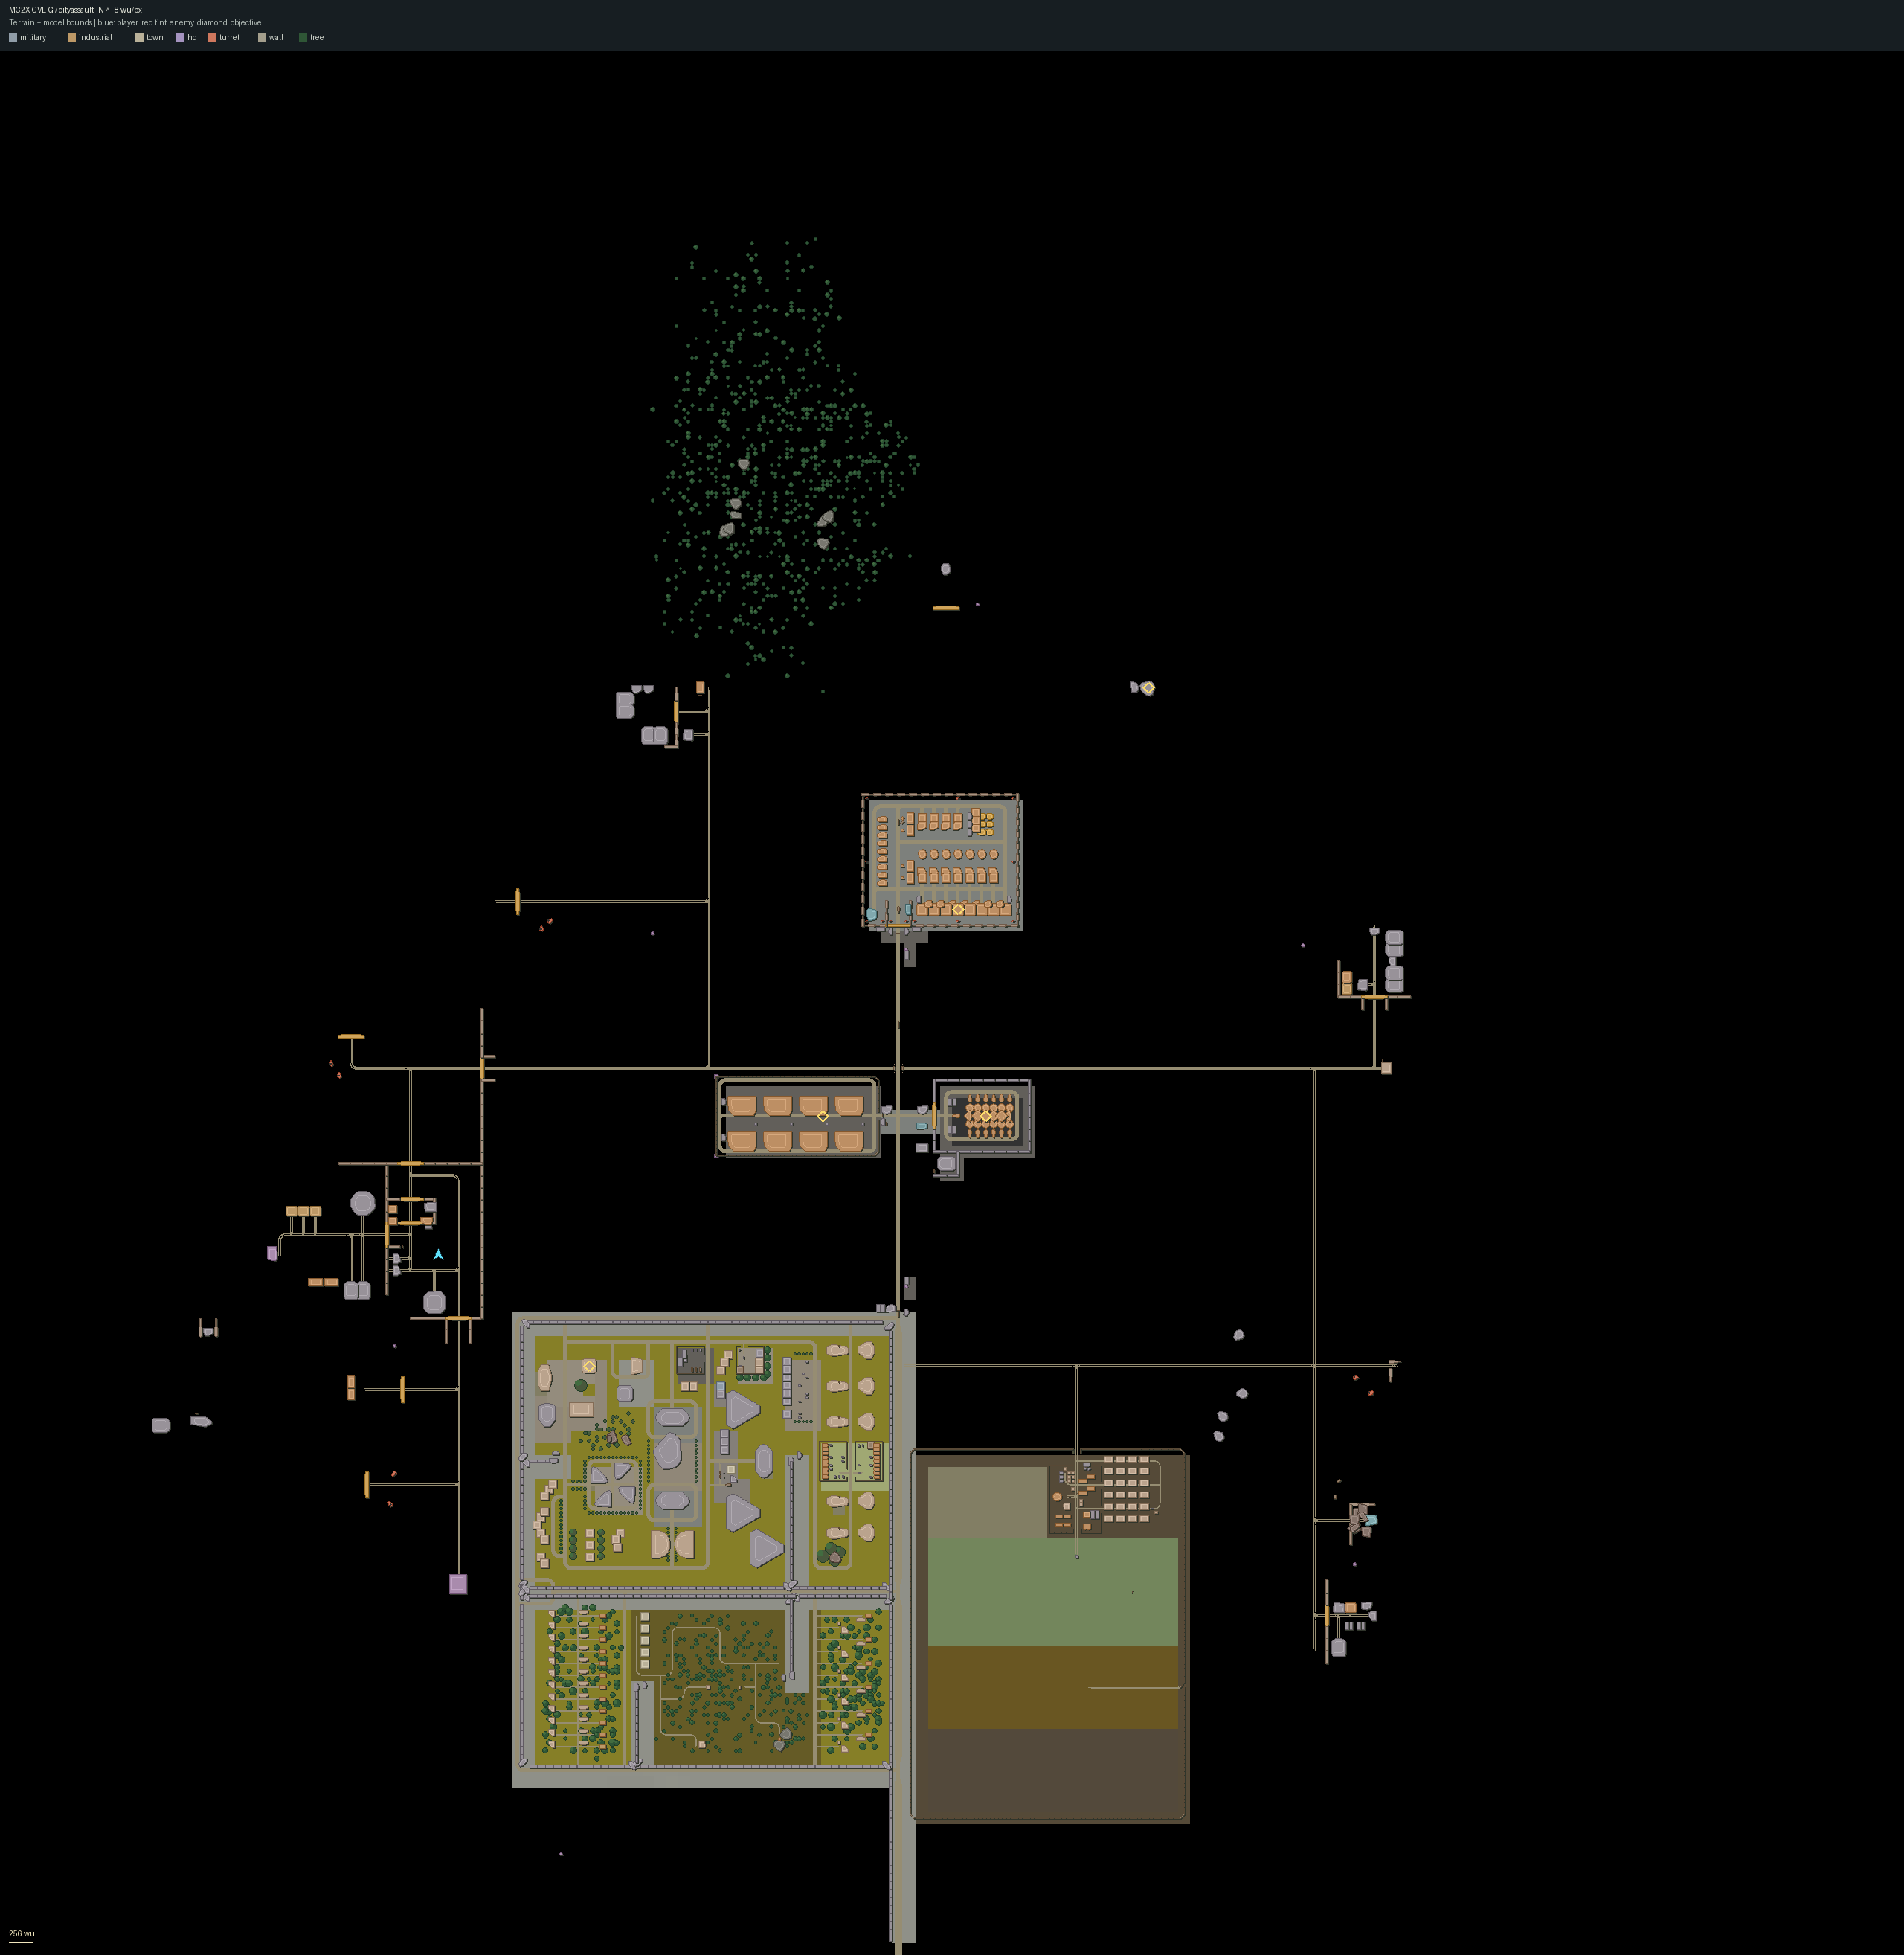 MC2X-CVE-G / cityassault N ^ 8 wu/px
Terrain + model bounds | blue: player red tint: enemy diamond: objective
military industrial town hq turret wall tree
256 wu